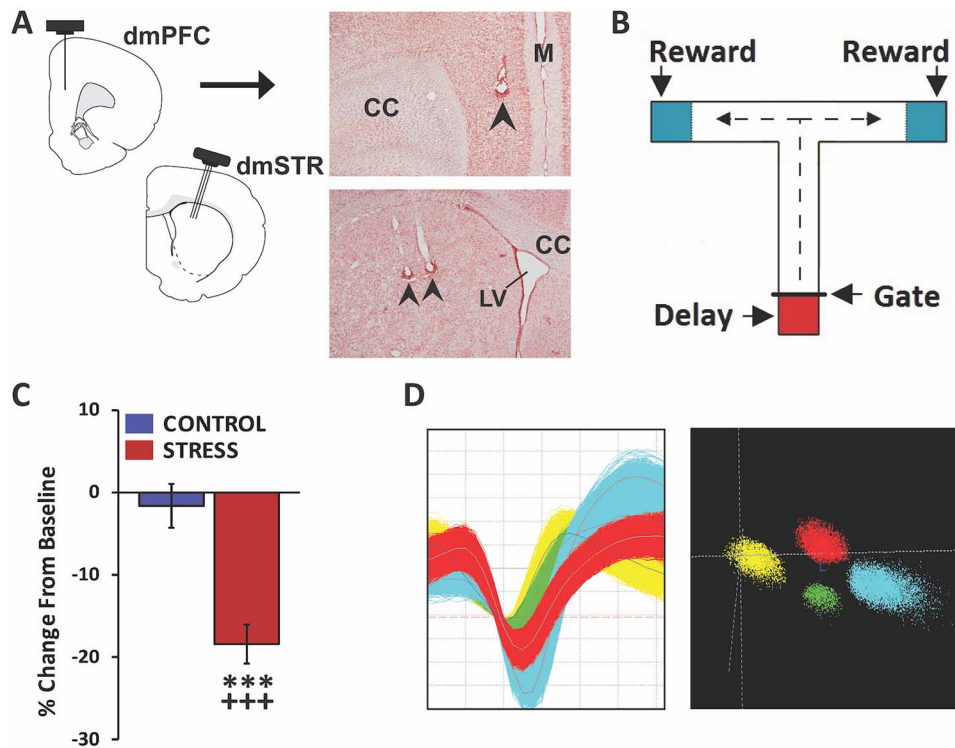 A
dmPFC
dmSTR
CC
M
CC
LV
B
Reward
Reward
Delay
Gate
C
CONTROL
STRESS
% Change From Baseline
10
0
-10
-20
-30
***
+++
D